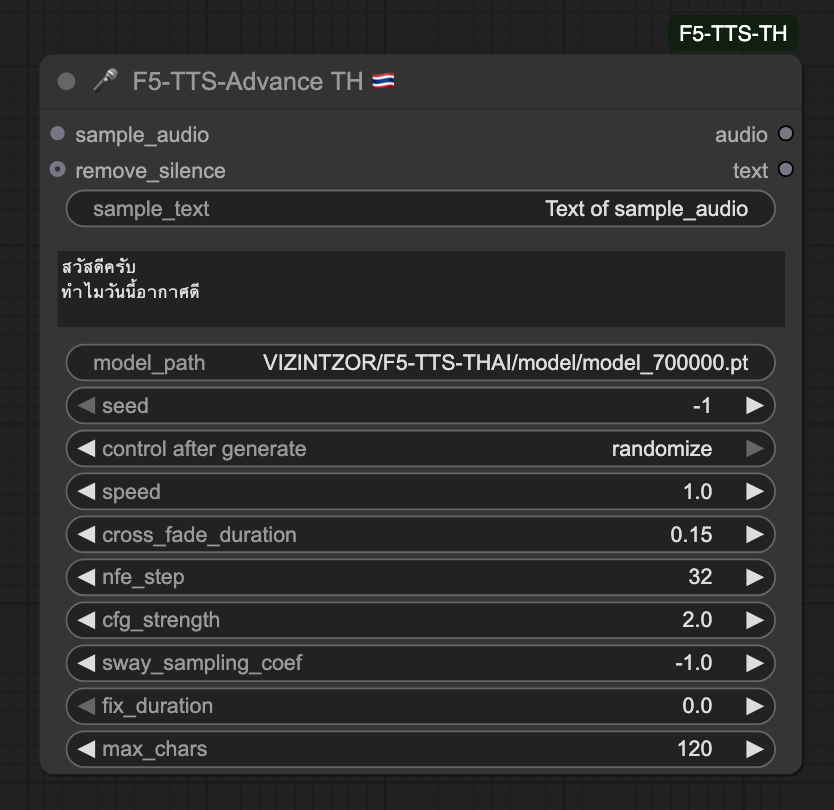 F5-TTS-TH
F5-TTS-Advance TH
sample_audio audio
remove_silence text
sample_text Text of sample_audio
สวัสดีครับ
ทำไมวันนี้อากาศดี
model_path VIZINTZOR/F5-TTS-THAI/model/model_700000.pt
seed -1
control after generate randomize
speed 1.0
cross_fade_duration 0.15
nfe_step 32
cfg_strength 2.0
sway_sampling_coef -1.0
fix_duration 0.0
max_chars 120